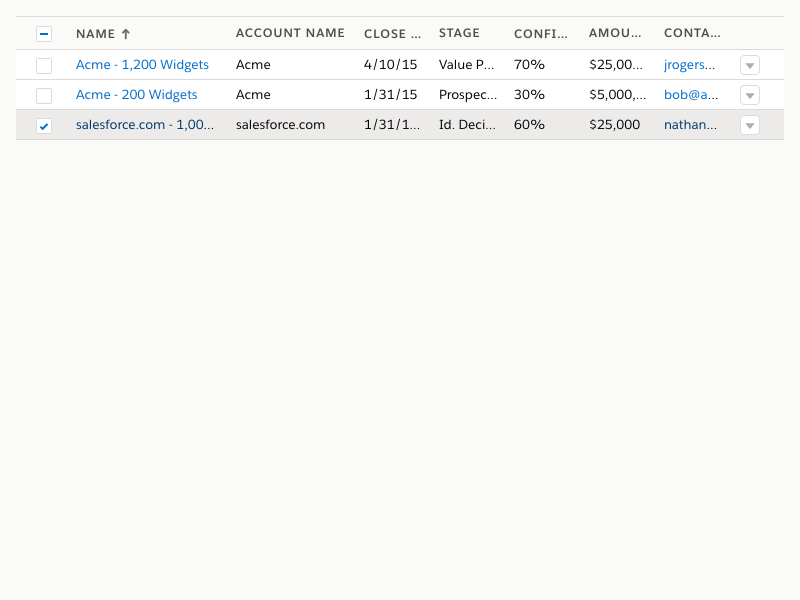 NAME ↑ ACCOUNT NAME CLOSE ... STAGE CONFI... AMOU... CONTA...
Acme - 1,200 Widgets Acme 4/10/15 Value P... 70% $25,00... jrogers...
Acme - 200 Widgets Acme 1/31/15 Prospec... 30% $5,000,... bob@a...
salesforce.com - 1,00... salesforce.com 1/31/1... Id. Deci... 60% $25,000 nathan...